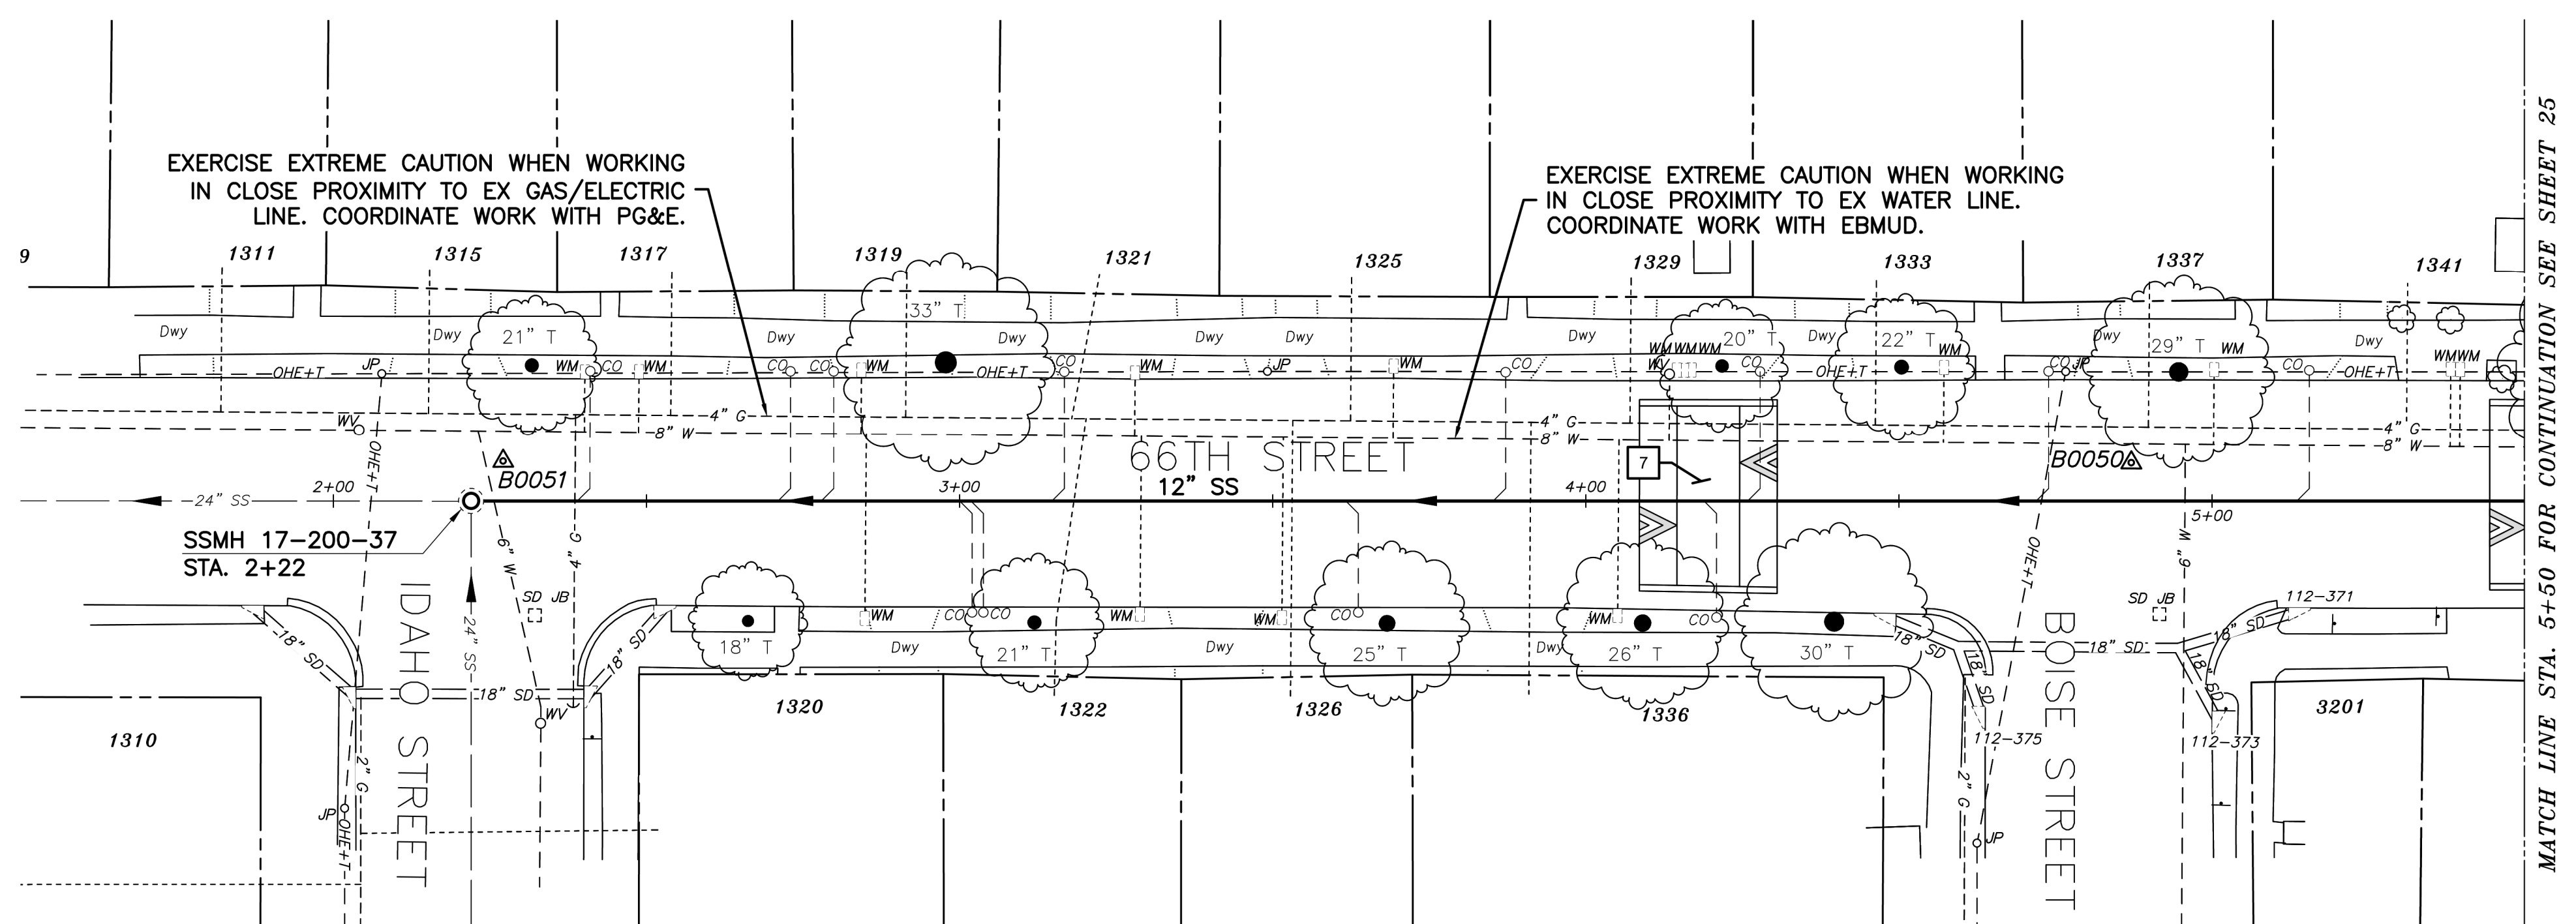 EXERCISE EXTREME CAUTION WHEN WORKING
IN CLOSE PROXIMITY TO EX GAS/ELECTRIC
LINE. COORDINATE WORK WITH PG&E.
EXERCISE EXTREME CAUTION WHEN WORKING
IN CLOSE PROXIMITY TO EX WATER LINE.
COORDINATE WORK WITH EBMUD.
9
1311
1315
1317
1319
1321
1325
1329
1333
1337
1341
33" T
Dwy
Dwy
21" T
Dwy
Dwy
Dwy
Dwy
Dwy
20" T
Dwy
22" T
Dwy
29" T
WM
WM WM WM
WM
OHE+T
JP
WM
CO
WM
CO
CO
WM
OHE+T
CO
WM
JP
WM
CO
WV
CO
OHE+T
CO
JP
CO
OHE+T
WM WM
WV
4" G
8" W
4" G
8" W
4" G
8" W
OHE+T
B0051
66TH STREET
12" SS
7
B0050
24" SS
2+00
3+00
4+00
5+00
SSMH 17-200-37
STA. 2+22
6" W
4" G
24" SS
SD JB
OHE+T
6" W
SD JB
112-371
18" SD
18" SD
18" SD
18" T
WM
CO
CO
WM
WM
CO
WM
CO
Dwy
21" T
Dwy
25" T
Dwy
26" T
30" T
18" SD
18" SD
18" SD
18" SD
18" SD
WV
1310
1320
1322
1326
1336
3201
112-375
112-373
2" G
JP
OHE+T
2" G
JP
IDAHO STREET
BOISE STREET
MATCH LINE STA. 5+50 FOR CONTINUATION SEE SHEET 25